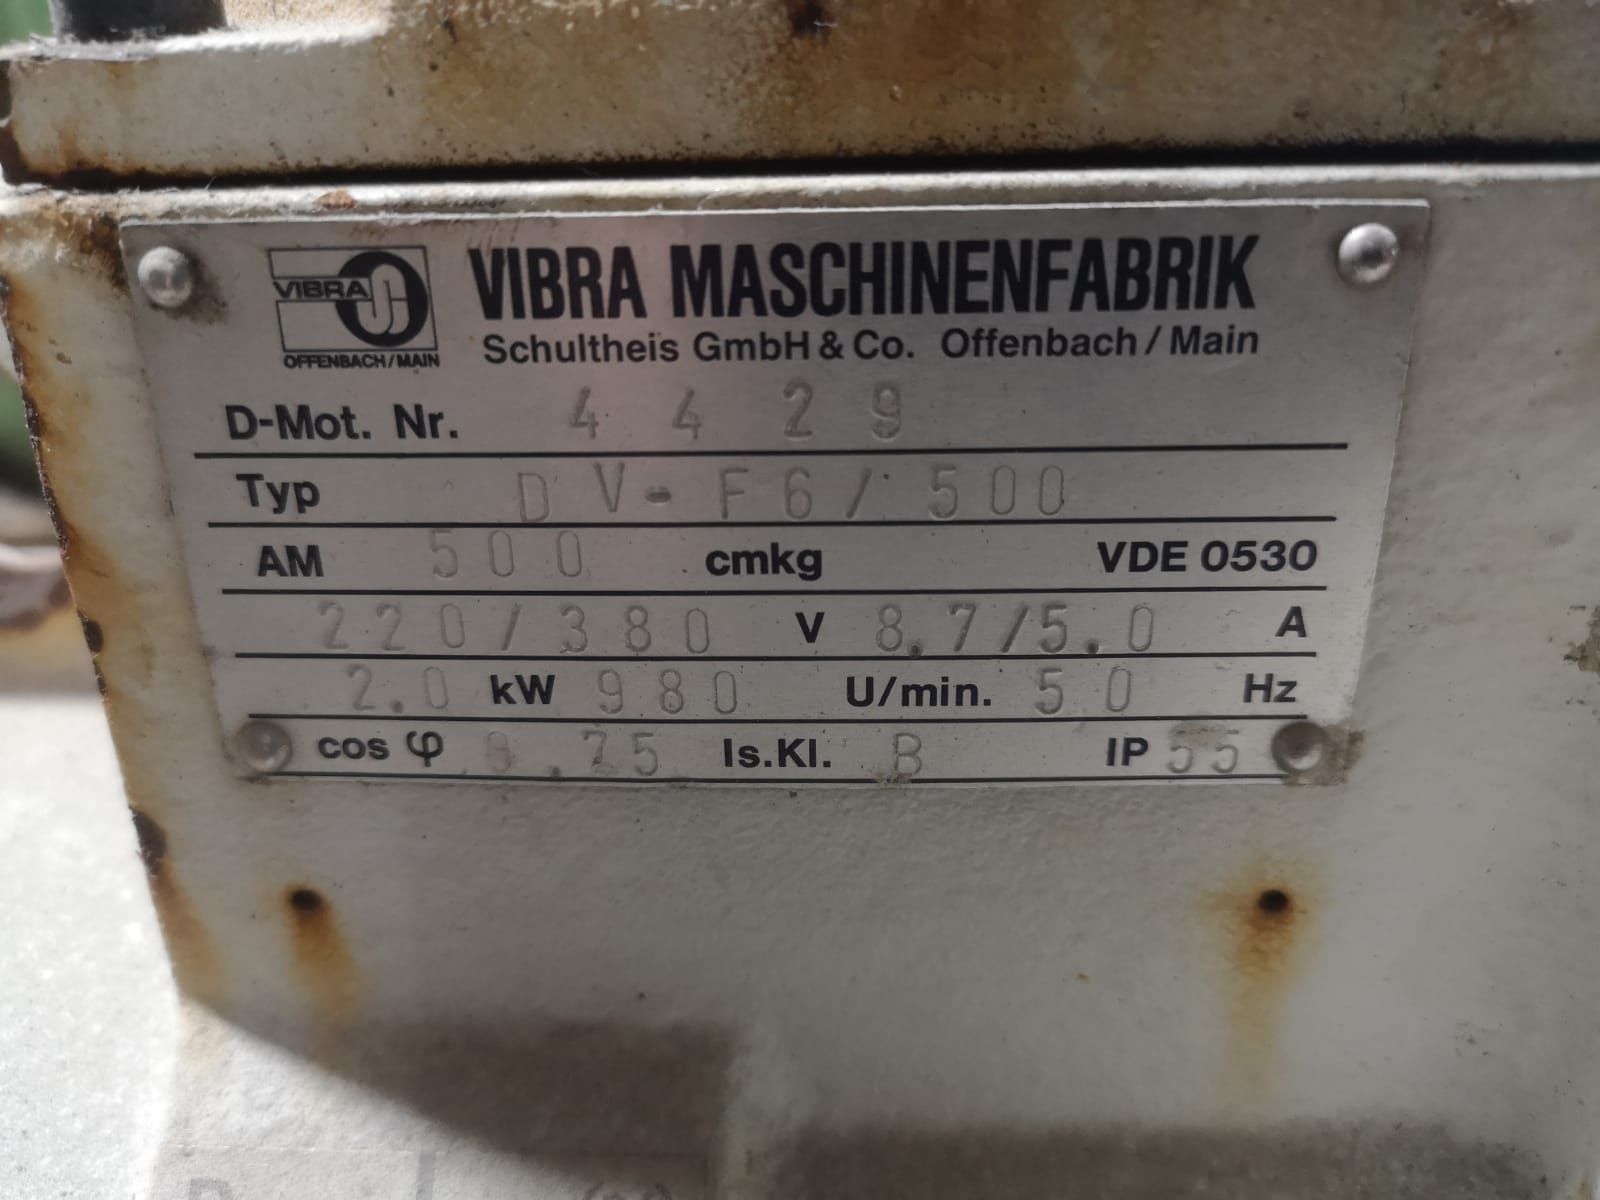 VIBRA
OFFENBACH/MAIN
VIBRA MASCHINENFABRIK
Schultheis GmbH & Co. Offenbach / Main
D-Mot. Nr. 4429
Typ DV-F6/500
AM 500 cmkg VDE 0530
220/380 V 8,7/5,0 A
2,0 kW 980 U/min. 50 Hz
cos φ 0,75 Is.Kl. B IP 55